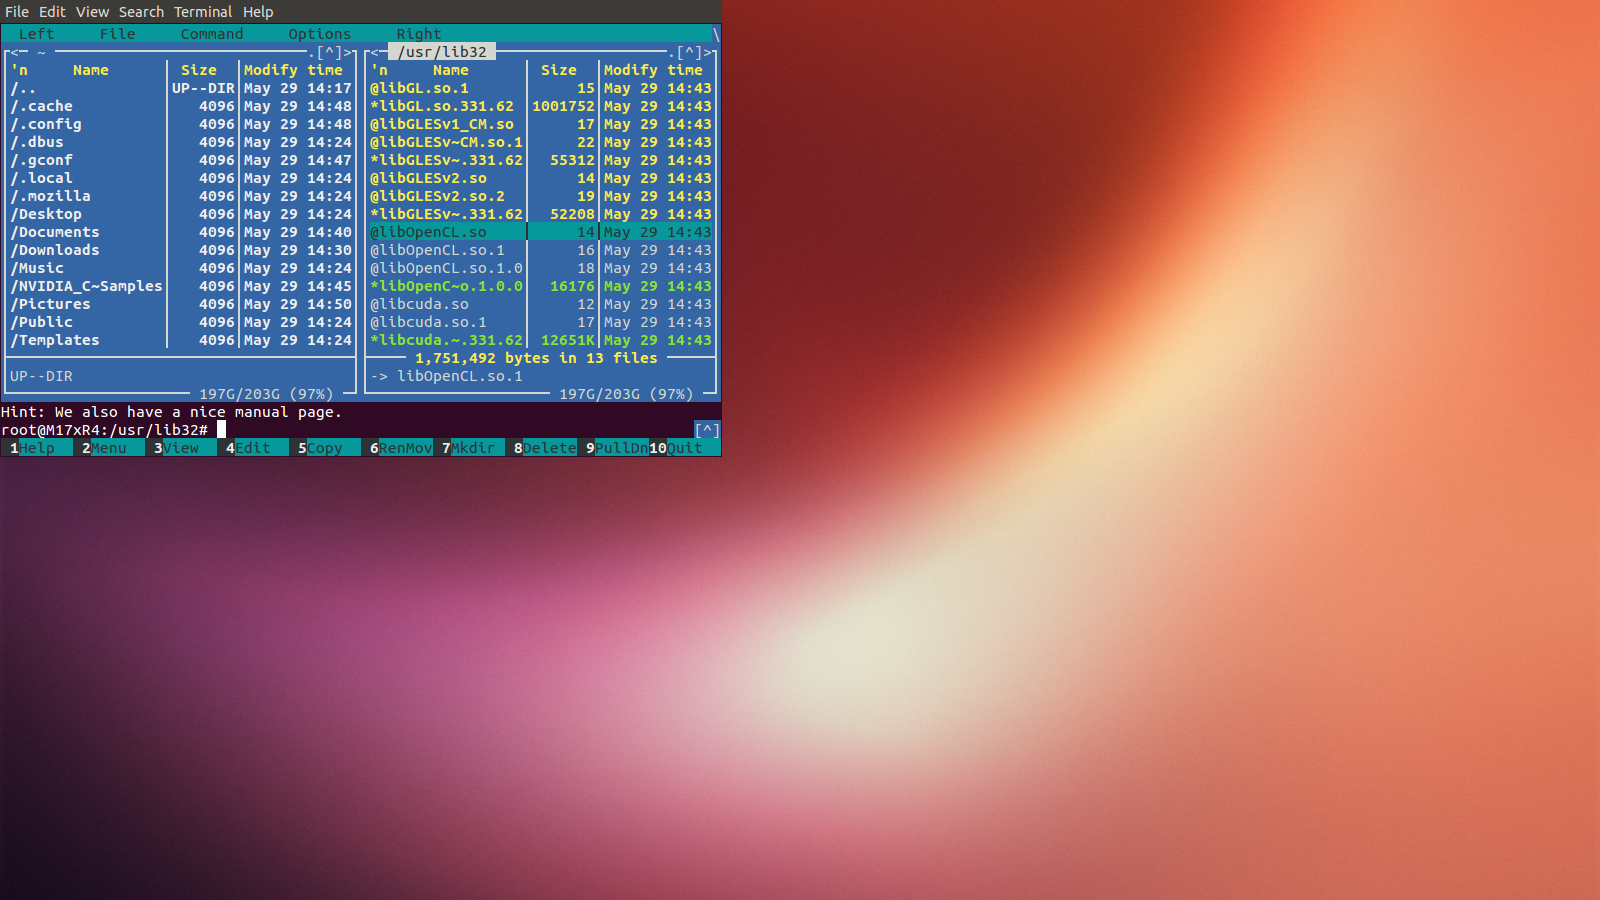 File Edit View Search Terminal Help
Left File Command Options Right \
<─ ~ ─.[^]> <─ /usr/lib32 ─.[^]>
'n Name Size Modify time 'n Name Size Modify time
/.. UP--DIR May 29 14:17 @libGL.so.1 15 May 29 14:43
/.cache 4096 May 29 14:48 *libGL.so.331.62 1001752 May 29 14:43
/.config 4096 May 29 14:48 @libGLESv1_CM.so 17 May 29 14:43
/.dbus 4096 May 29 14:24 @libGLESv~CM.so.1 22 May 29 14:43
/.gconf 4096 May 29 14:47 *libGLESv~.331.62 55312 May 29 14:43
/.local 4096 May 29 14:24 @libGLESv2.so 14 May 29 14:43
/.mozilla 4096 May 29 14:24 @libGLESv2.so.2 19 May 29 14:43
/Desktop 4096 May 29 14:24 *libGLESv~.331.62 52208 May 29 14:43
/Documents 4096 May 29 14:40 @libOpenCL.so 14 May 29 14:43
/Downloads 4096 May 29 14:30 @libOpenCL.so.1 16 May 29 14:43
/Music 4096 May 29 14:24 @libOpenCL.so.1.0 18 May 29 14:43
/NVIDIA_C~Samples 4096 May 29 14:45 *libOpenC~o.1.0.0 16176 May 29 14:43
/Pictures 4096 May 29 14:50 @libcuda.so 12 May 29 14:43
/Public 4096 May 29 14:24 @libcuda.so.1 17 May 29 14:43
/Templates 4096 May 29 14:24 *libcuda.~.331.62 12651K May 29 14:43
1,751,492 bytes in 13 files
UP--DIR -> libOpenCL.so.1
197G/203G (97%) 197G/203G (97%)
Hint: We also have a nice manual page.
root@M17xR4:/usr/lib32# [^]
1Help 2Menu 3View 4Edit 5Copy 6RenMov 7Mkdir 8Delete 9PullDn 10Quit